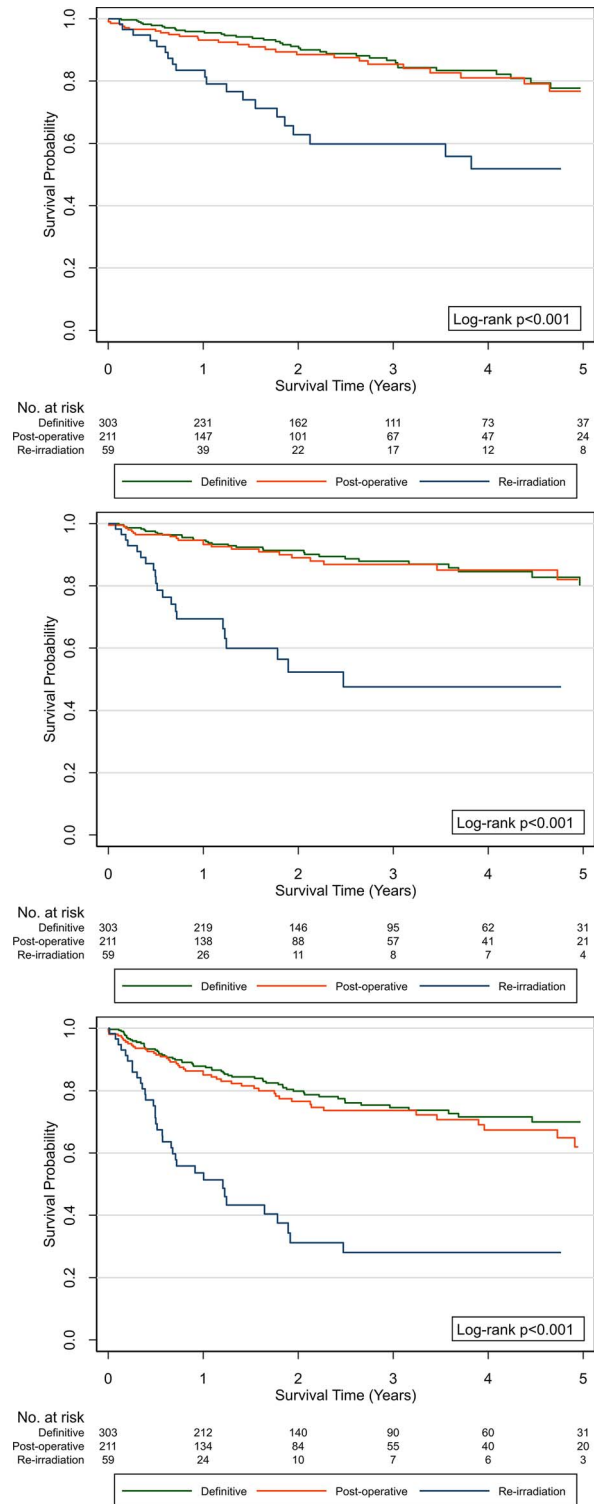 1.0
0.8
0.6
0.4
0.2
0.0
Survival Probability
Log-rank p<0.001
0 1 2 3 4 5
Survival Time (Years)
No. at risk
Definitive 303 231 162 111 73 37
Post-operative 211 147 101 67 47 24
Re-irradiation 59 39 22 17 12 8
Definitive Post-operative Re-irradiation
1.0
0.8
0.6
0.4
0.2
0.0
Survival Probability
Log-rank p<0.001
0 1 2 3 4 5
Survival Time (Years)
No. at risk
Definitive 303 219 146 95 62 31
Post-operative 211 138 88 57 41 21
Re-irradiation 59 26 11 8 7 4
Definitive Post-operative Re-irradiation
1.0
0.8
0.6
0.4
0.2
0.0
Survival Probability
Log-rank p<0.001
0 1 2 3 4 5
Survival Time (Years)
No. at risk
Definitive 303 212 140 90 60 31
Post-operative 211 134 84 55 40 20
Re-irradiation 59 24 10 7 6 3
Definitive Post-operative Re-irradiation